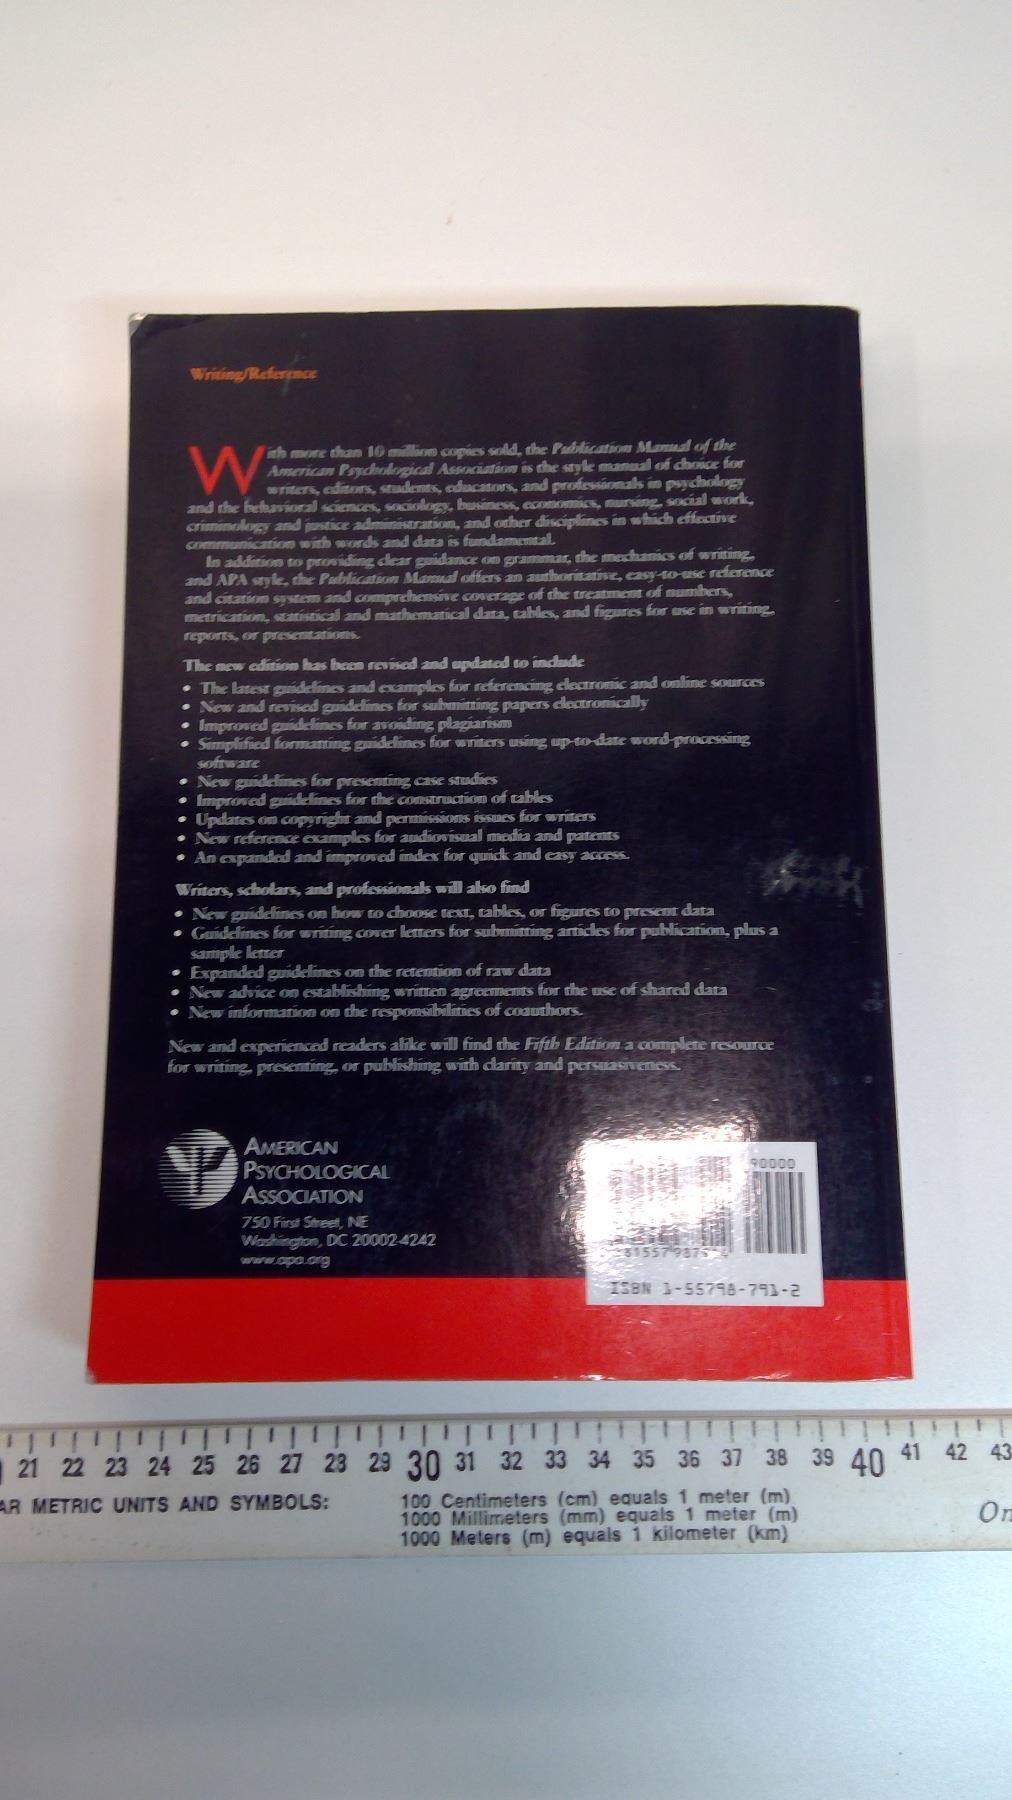 Writing/Reference
With more than 10 million copies sold, the Publication Manual of the
American Psychological Association is the style manual of choice for
writers, editors, students, educators, and professionals in psychology
and the behavioral sciences, sociology, business, economics, nursing, social work,
criminology and justice administration, and other disciplines in which effective
communication with words and data is fundamental.
In addition to providing clear guidance on grammar, the mechanics of writing,
and APA style, the Publication Manual offers an authoritative, easy-to-use reference
and citation system and comprehensive coverage of the treatment of numbers,
metrication, statistical and mathematical data, tables, and figures for use in writing,
reports, or presentations.
The new edition has been revised and updated to include
• The latest guidelines and examples for referencing electronic and online sources
• New and revised guidelines for submitting papers electronically
• Improved guidelines for avoiding plagiarism
• Simplified formatting guidelines for writers using up-to-date word-processing
software
• New guidelines for presenting case studies
• Improved guidelines for the construction of tables
• Updates on copyright and permissions issues for writers
• New reference examples for audiovisual media and patents
• An expanded and improved index for quick and easy access.
Writers, scholars, and professionals will also find
• New guidelines on how to choose text, tables, or figures to present data
• Guidelines for writing cover letters for submitting articles for publication, plus a
sample letter
• Expanded guidelines on the retention of raw data
• New advice on establishing written agreements for the use of shared data
• New information on the responsibilities of coauthors.
New and experienced readers alike will find the Fifth Edition a complete resource
for writing, presenting, or publishing with clarity and persuasiveness.
AMERICAN
PSYCHOLOGICAL
ASSOCIATION
750 First Street, NE
Washington, DC 20002-4242
www.apa.org
90000
ISBN 1-55798-791-2
21 22 23 24 25 26 27 28 29 30 31 32 33 34 35 36 37 38 39 40 41 42 43
AR METRIC UNITS AND SYMBOLS:
100 Centimeters (cm) equals 1 meter (m)
1000 Millimeters (mm) equals 1 meter (m)
1000 Meters (m) equals 1 kilometer (km)
On